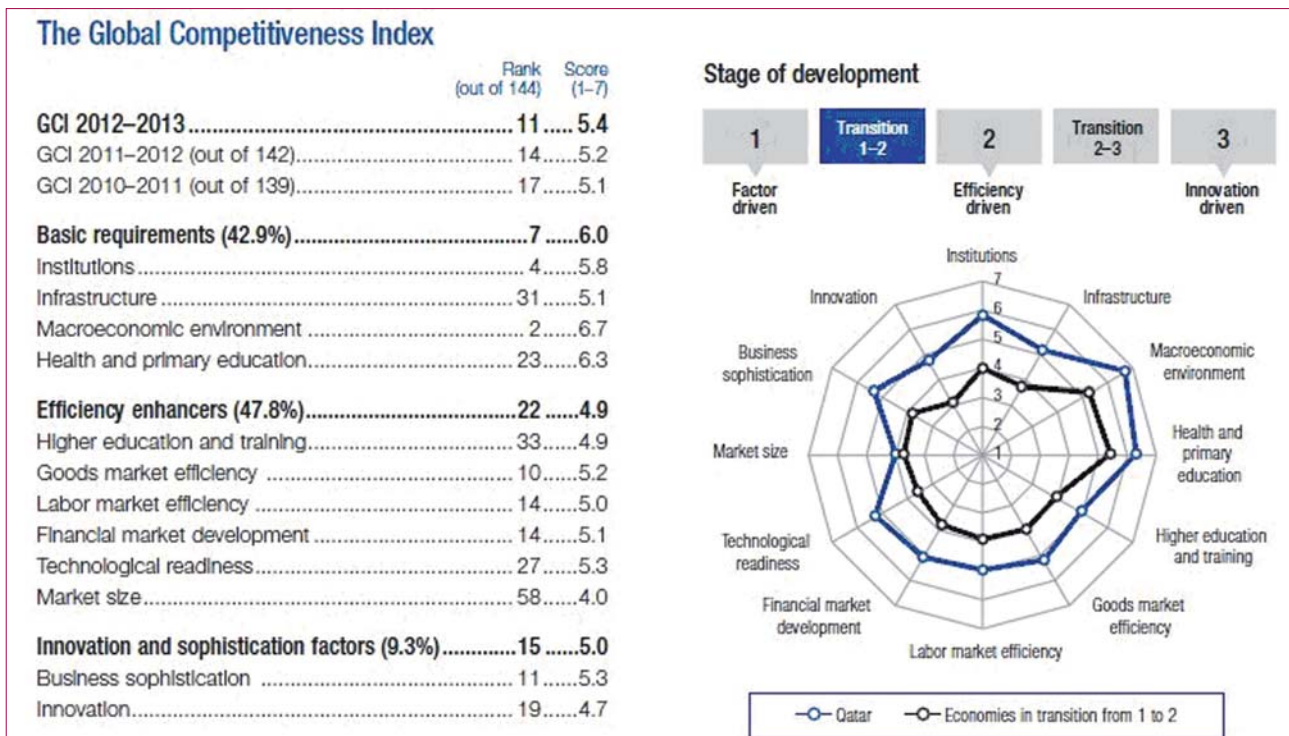 The Global Competitiveness Index
Rank Score
(out of 144) (1–7)
GCI 2012–2013 11 5.4
GCI 2011–2012 (out of 142) 14 5.2
GCI 2010–2011 (out of 139) 17 5.1
Basic requirements (42.9%) 7 6.0
Institutions 4 5.8
Infrastructure 31 5.1
Macroeconomic environment 2 6.7
Health and primary education 23 6.3
Efficiency enhancers (47.8%) 22 4.9
Higher education and training 33 4.9
Goods market efficiency 10 5.2
Labor market efficiency 14 5.0
Financial market development 14 5.1
Technological readiness 27 5.3
Market size 58 4.0
Innovation and sophistication factors (9.3%) 15 5.0
Business sophistication 11 5.3
Innovation 19 4.7
Stage of development
1
Transition
1–2
2
Transition
2–3
3
Factor
driven
Efficiency
driven
Innovation
driven
Institutions
Infrastructure
Macroeconomic
environment
Health and
primary
education
Higher education
and training
Goods market
efficiency
Labor market efficiency
Financial market
development
Technological
readiness
Market size
Business
sophistication
Innovation
7
6
5
4
3
2
1
Qatar Economies in transition from 1 to 2